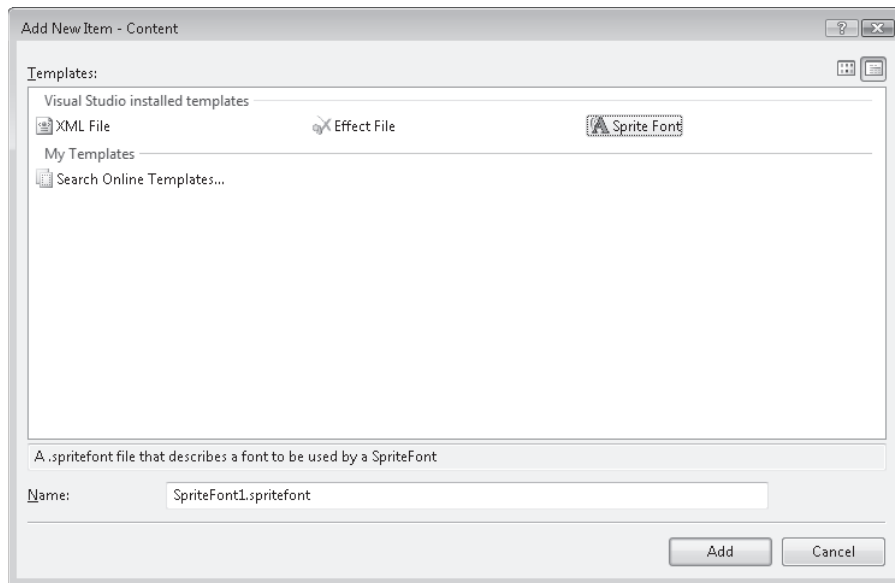 Add New Item - Content
Templates:
Visual Studio installed templates
XML File
Effect File
Sprite Font
My Templates
Search Online Templates...
A .spritefont file that describes a font to be used by a SpriteFont
Name:
SpriteFont1.spritefont
Add
Cancel